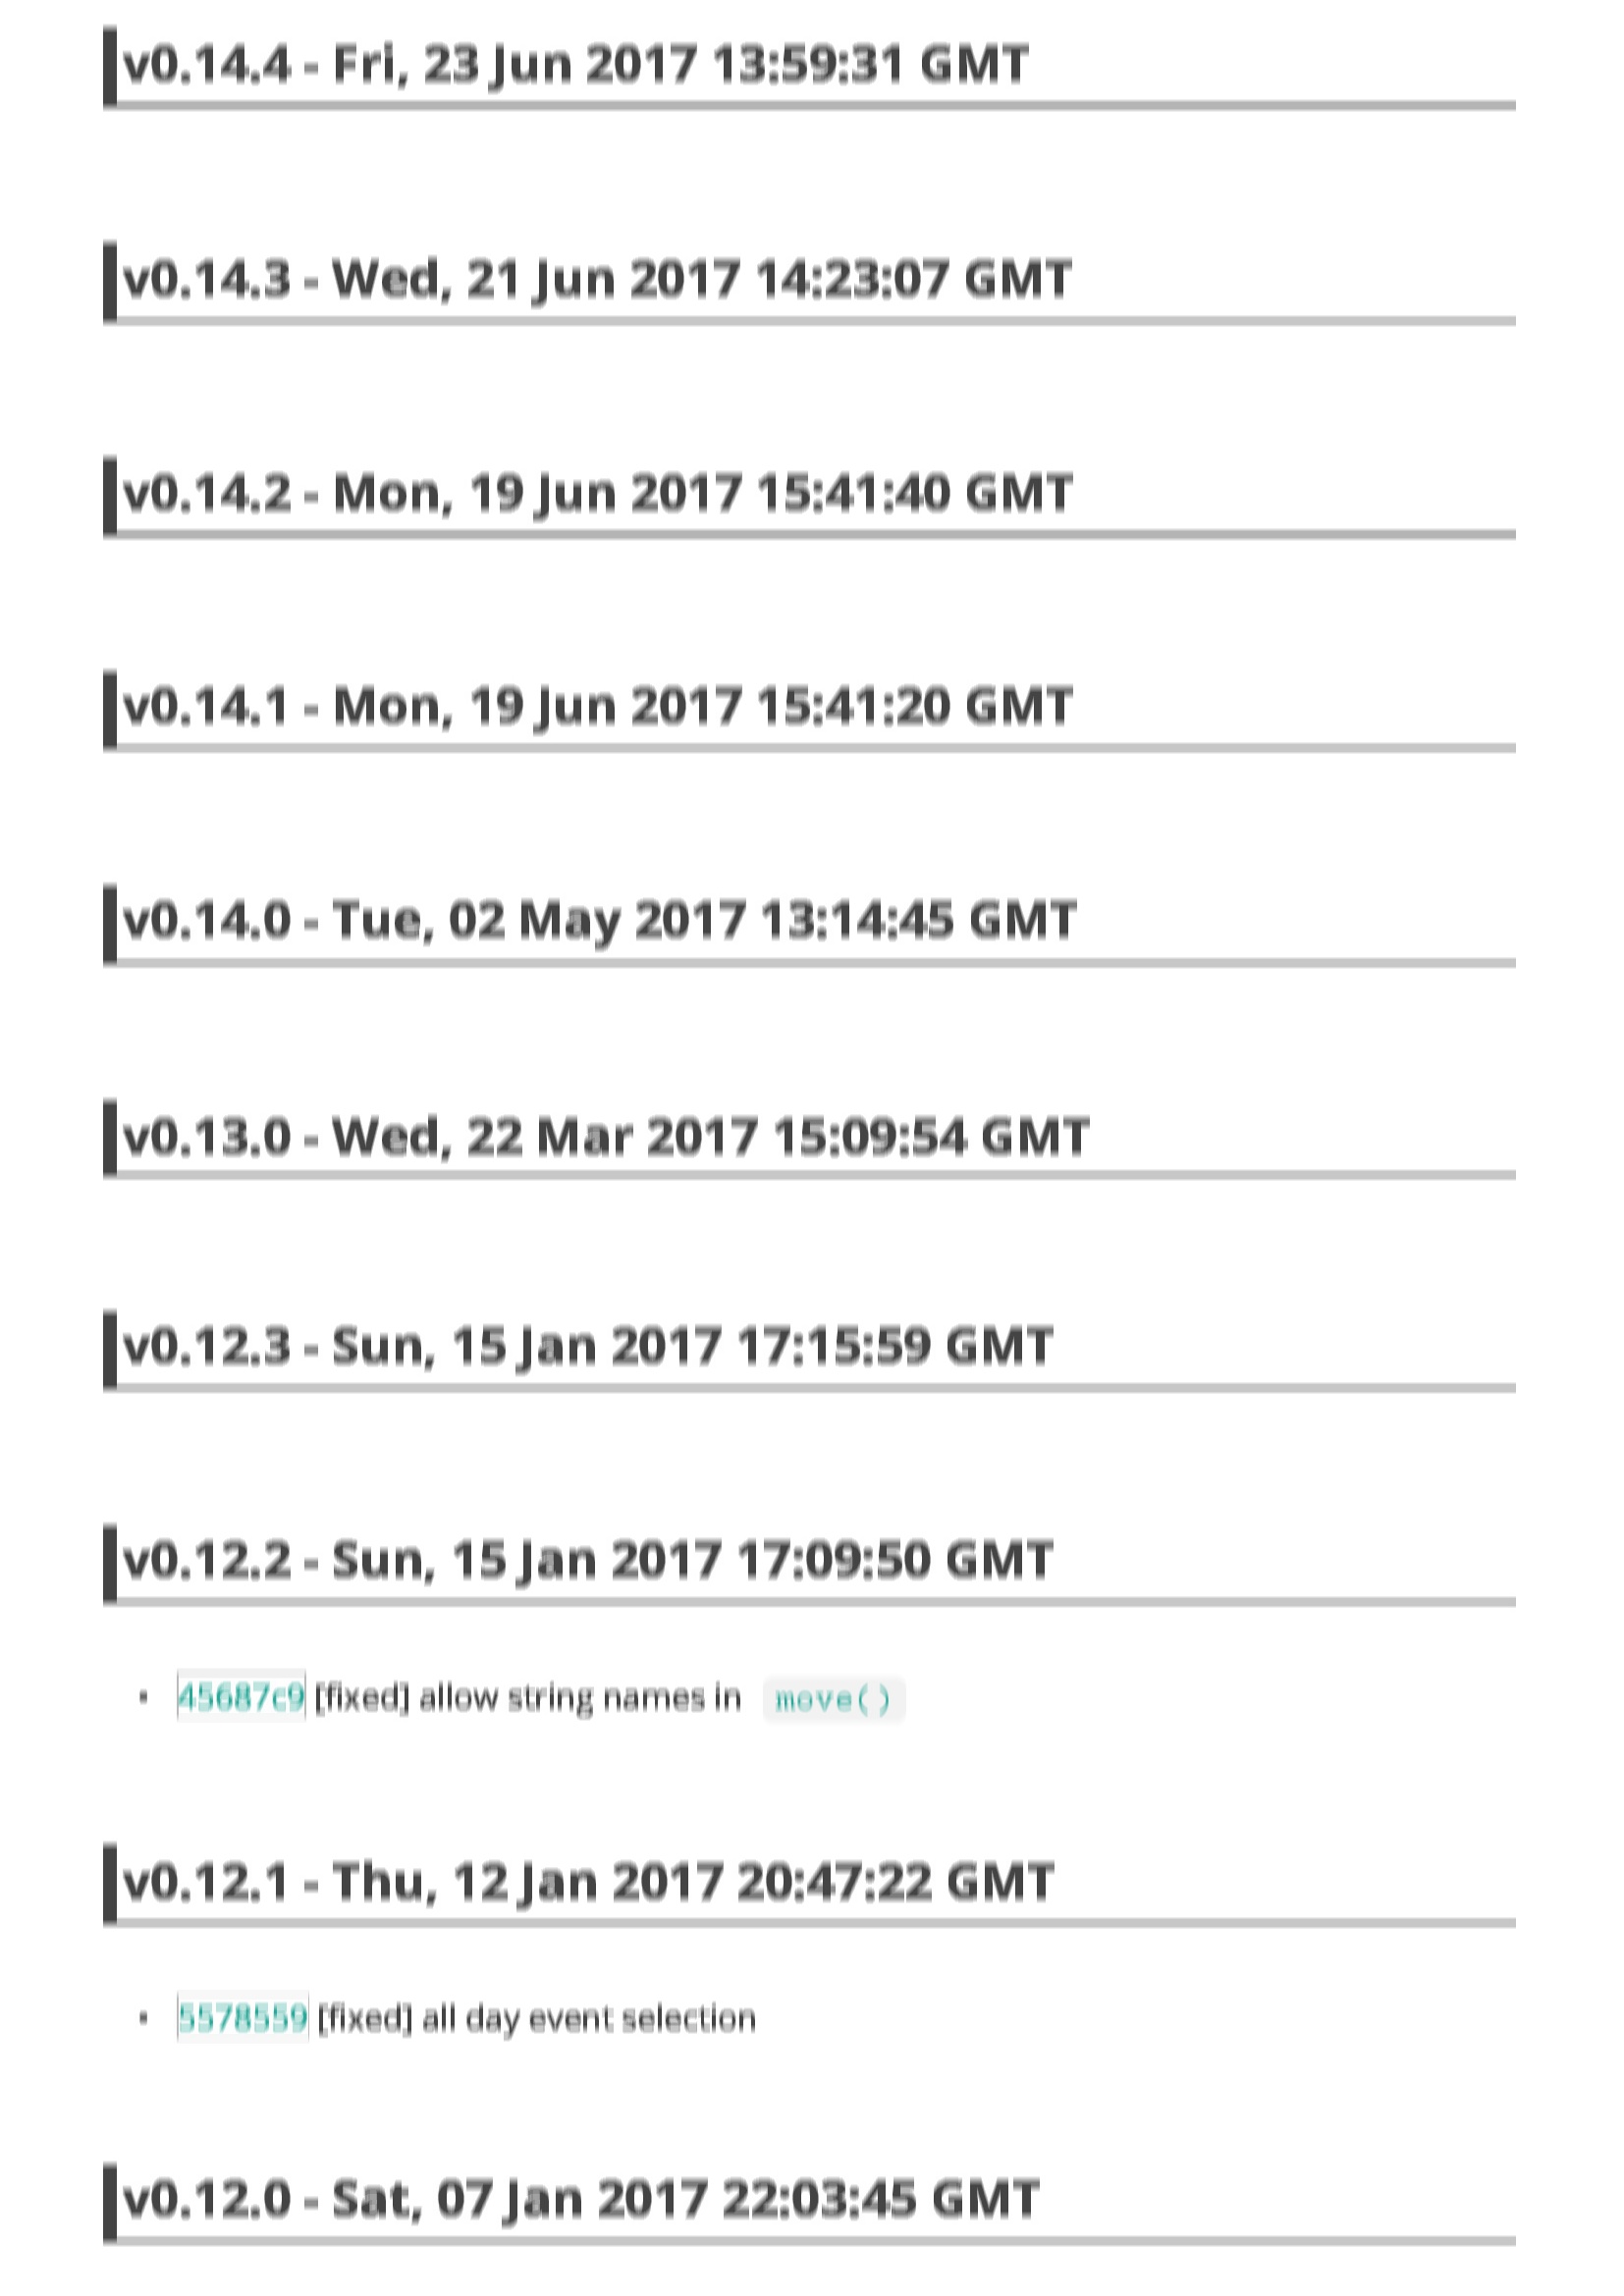 v0.14.4 - Fri, 23 Jun 2017 13:59:31 GMT
v0.14.3 - Wed, 21 Jun 2017 14:23:07 GMT
v0.14.2 - Mon, 19 Jun 2017 15:41:40 GMT
v0.14.1 - Mon, 19 Jun 2017 15:41:20 GMT
v0.14.0 - Tue, 02 May 2017 13:14:45 GMT
v0.13.0 - Wed, 22 Mar 2017 15:09:54 GMT
v0.12.3 - Sun, 15 Jan 2017 17:15:59 GMT
v0.12.2 - Sun, 15 Jan 2017 17:09:50 GMT
• 45687c9 [fixed] allow string names in move()
v0.12.1 - Thu, 12 Jan 2017 20:47:22 GMT
• 5578559 [fixed] all day event selection
v0.12.0 - Sat, 07 Jan 2017 22:03:45 GMT